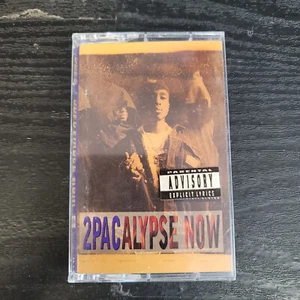 PARENTAL
ADVISORY
EXPLICIT LYRICS
2PACALYPSE NOW